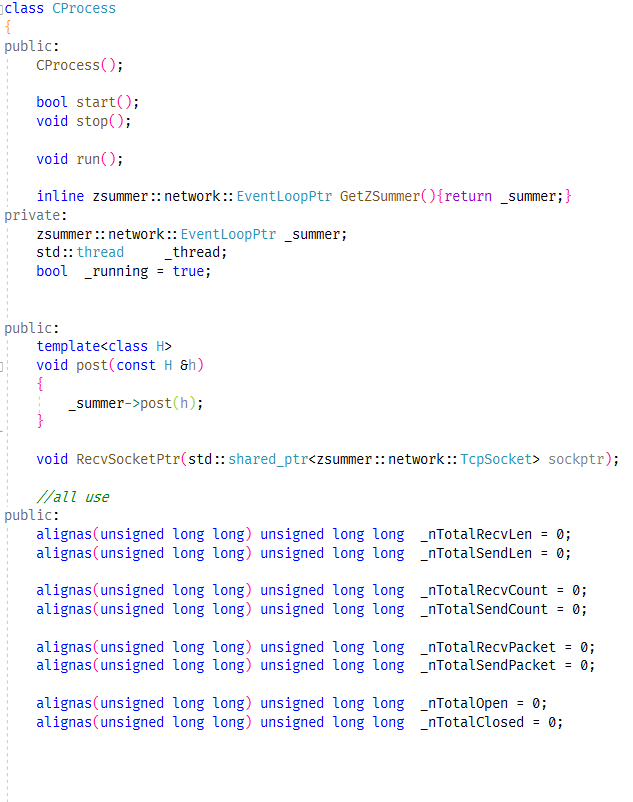 class CProcess
{
public:
    CProcess();

    bool start();
    void stop();

    void run();

    inline zsummer::network::EventLoopPtr GetZSummer(){return _summer;}
private:
    zsummer::network::EventLoopPtr _summer;
    std::thread     _thread;
    bool  _running = true;


public:
    template<class H>
    void post(const H &h)
    {
        _summer->post(h);
    }

    void RecvSocketPtr(std::shared_ptr<zsummer::network::TcpSocket> sockptr);

    //all use
public:
    alignas(unsigned long long) unsigned long long  _nTotalRecvLen = 0;
    alignas(unsigned long long) unsigned long long  _nTotalSendLen = 0;

    alignas(unsigned long long) unsigned long long  _nTotalRecvCount = 0;
    alignas(unsigned long long) unsigned long long  _nTotalSendCount = 0;

    alignas(unsigned long long) unsigned long long  _nTotalRecvPacket = 0;
    alignas(unsigned long long) unsigned long long  _nTotalSendPacket = 0;

    alignas(unsigned long long) unsigned long long  _nTotalOpen = 0;
    alignas(unsigned long long) unsigned long long  _nTotalClosed = 0;